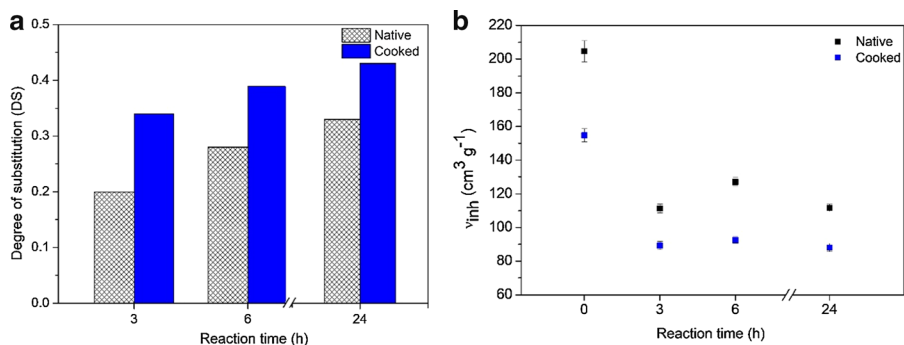 a
0.5
0.4
0.3
0.2
0.1
0.0
Degree of substitution (DS)
Native
Cooked
3
6
24
Reaction time (h)
b
220
200
180
160
140
120
100
80
60
νinh (cm³ g⁻¹)
Native
Cooked
0
3
6
24
Reaction time (h)